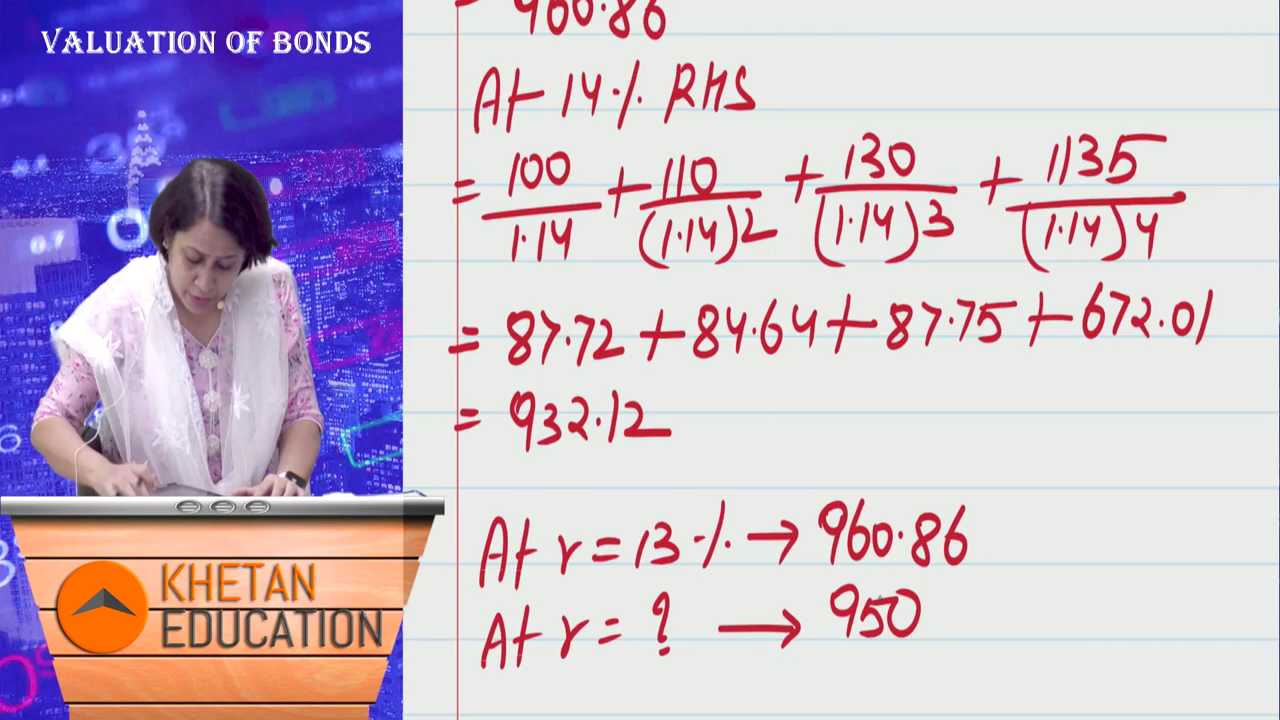 VALUATION OF BONDS
= 960.86
At 14% RHS
= 100/1.14 + 110/(1.14)2 + 130/(1.14)3 + 1135/(1.14)4
= 87.72 + 84.64 + 87.75 + 672.01
= 932.12
At r = 13% → 960.86
At r = ? → 950
KHETAN
EDUCATION